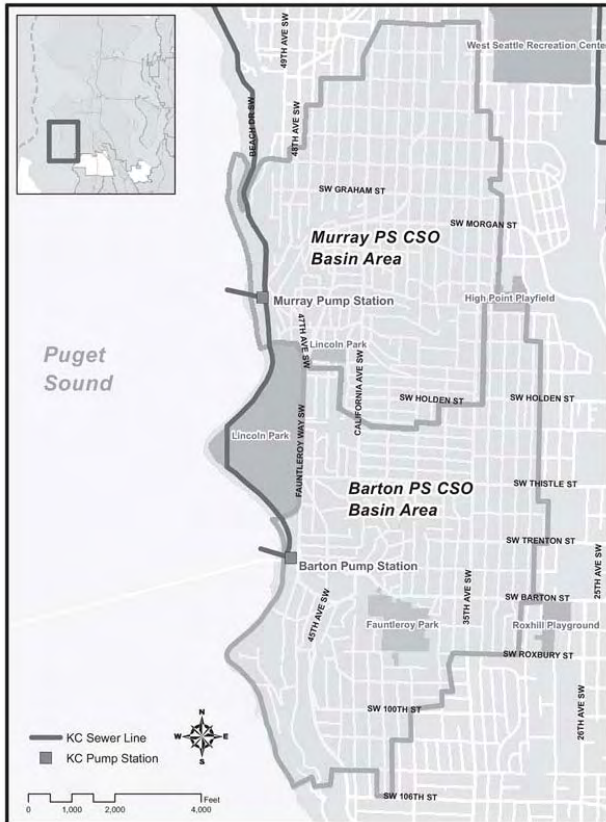 West Seattle Recreation Center
49TH AVE SW
48TH AVE SW
BEACH DR SW
SW GRAHAM ST
SW MORGAN ST
Murray PS CSO
Basin Area
Murray Pump Station
High Point Playfield
47TH AVE SW
Lincoln Park
CALIFORNIA AVE SW
Puget
Sound
SW HOLDEN ST
SW HOLDEN ST
Lincoln Park
FAUNTLEROY WAY SW
SW THISTLE ST
Barton PS CSO
Basin Area
SW TRENTON ST
Barton Pump Station
25TH AVE SW
35TH AVE SW
SW BARTON ST
45TH AVE SW
Fauntleroy Park
Roxhill Playground
SW ROXBURY ST
SW 100TH ST
26TH AVE SW
N
W E
S
KC Sewer Line
KC Pump Station
Feet
0 1,000 2,000 4,000
SW 106TH ST